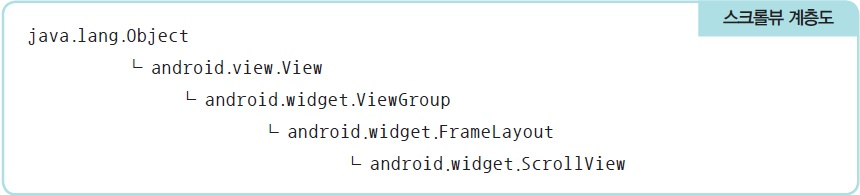 스크롤뷰 계층도
java.lang.Object
└ android.view.View
└ android.widget.ViewGroup
└ android.widget.FrameLayout
└ android.widget.ScrollView